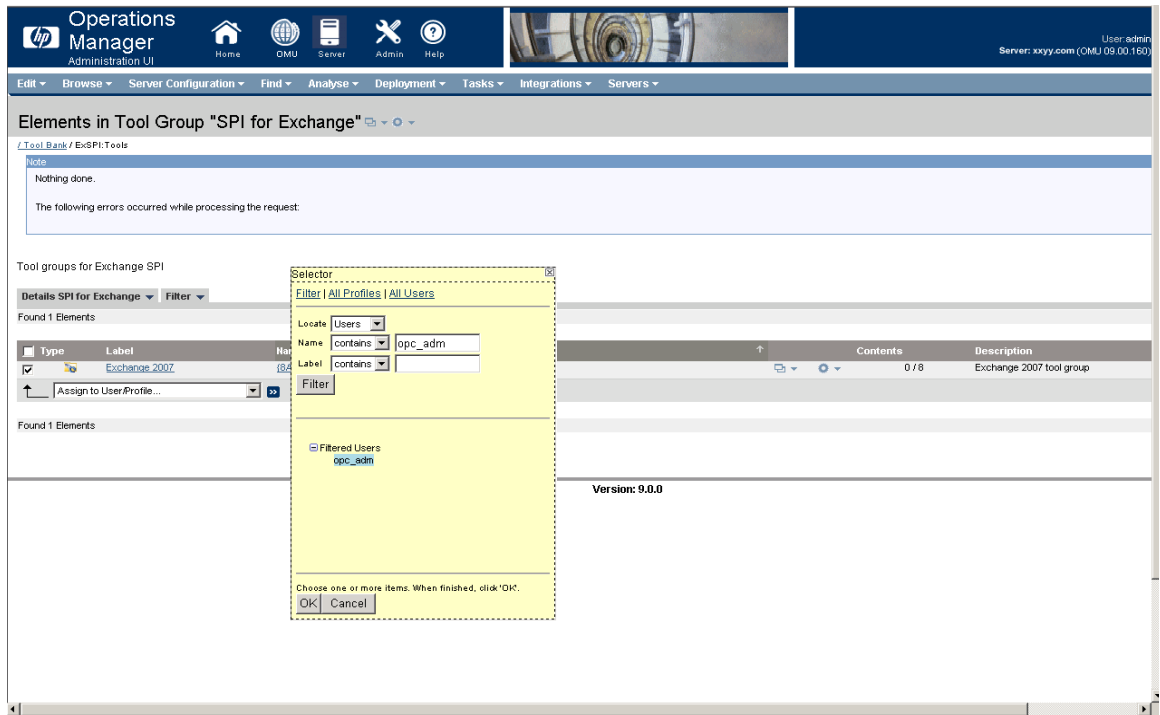 hp Operations Manager
Administration UI
Home OMU Server Admin Help
User:admin
Server: xxyy.com (OMU 09.00.160)
Edit Browse Server Configuration Find Analyse Deployment Tasks Integrations Servers
Elements in Tool Group "SPI for Exchange"
/ Tool Bank / ExSPI:Tools
Note
Nothing done.
The following errors occurred while processing the request:
Tool groups for Exchange SPI
Details SPI for Exchange Filter
Found 1 Elements
Type Label Contents Description
Exchange 2007 0 / 8 Exchange 2007 tool group
Assign to User/Profile...
Found 1 Elements
Selector
Filter | All Profiles | All Users
Locate Users
Name contains opc_adm
Label contains
Filter
Filtered Users
opc_adm
Choose one or more items. When finished, click 'OK'.
OK Cancel
Version: 9.0.0